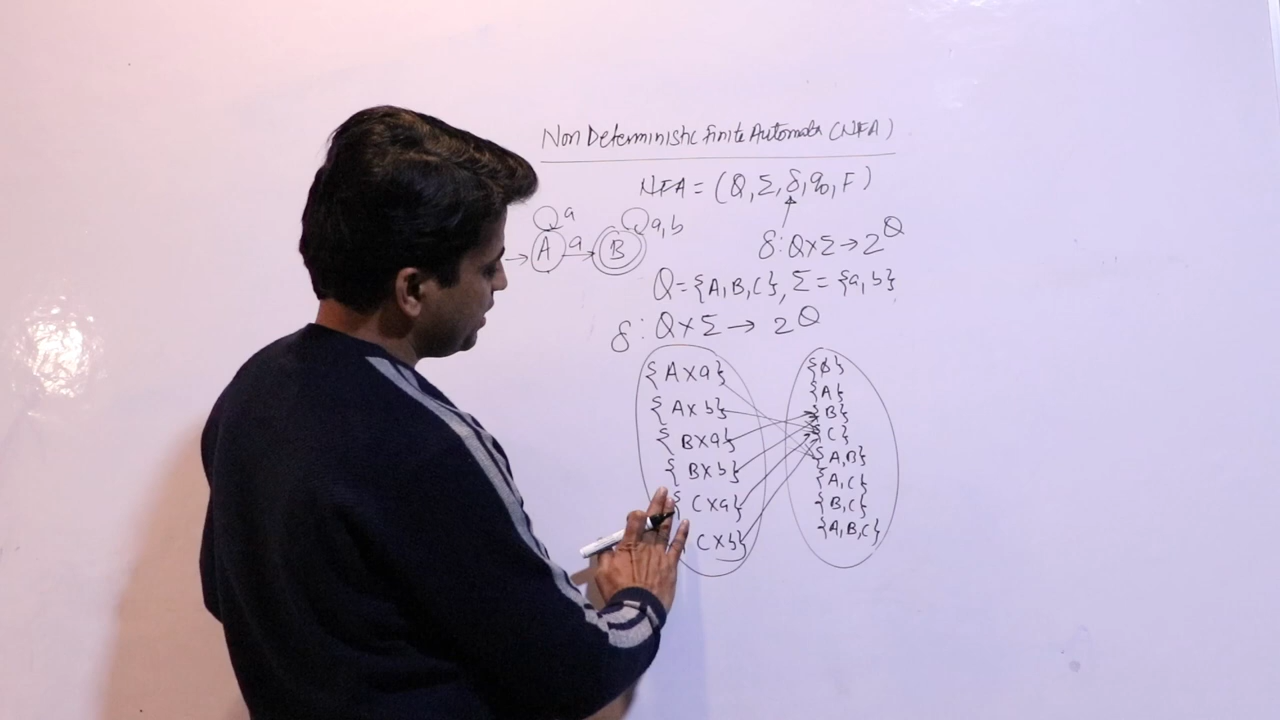 Non Deterministic Finite Automata (NFA)
NFA = (Q, Σ, δ, q0, F)
a
a,b
A a B
δ: Q×Σ → 2^Q
Q = {A, B, C}, Σ = {a, b}
δ: Q×Σ → 2^Q
{A×a}
{A×b}
{B×a}
{B×b}
{C×a}
C×b}
{ϕ}
{A}
{B}
{C}
{A,B}
{A,C}
{B,C}
{A,B,C}